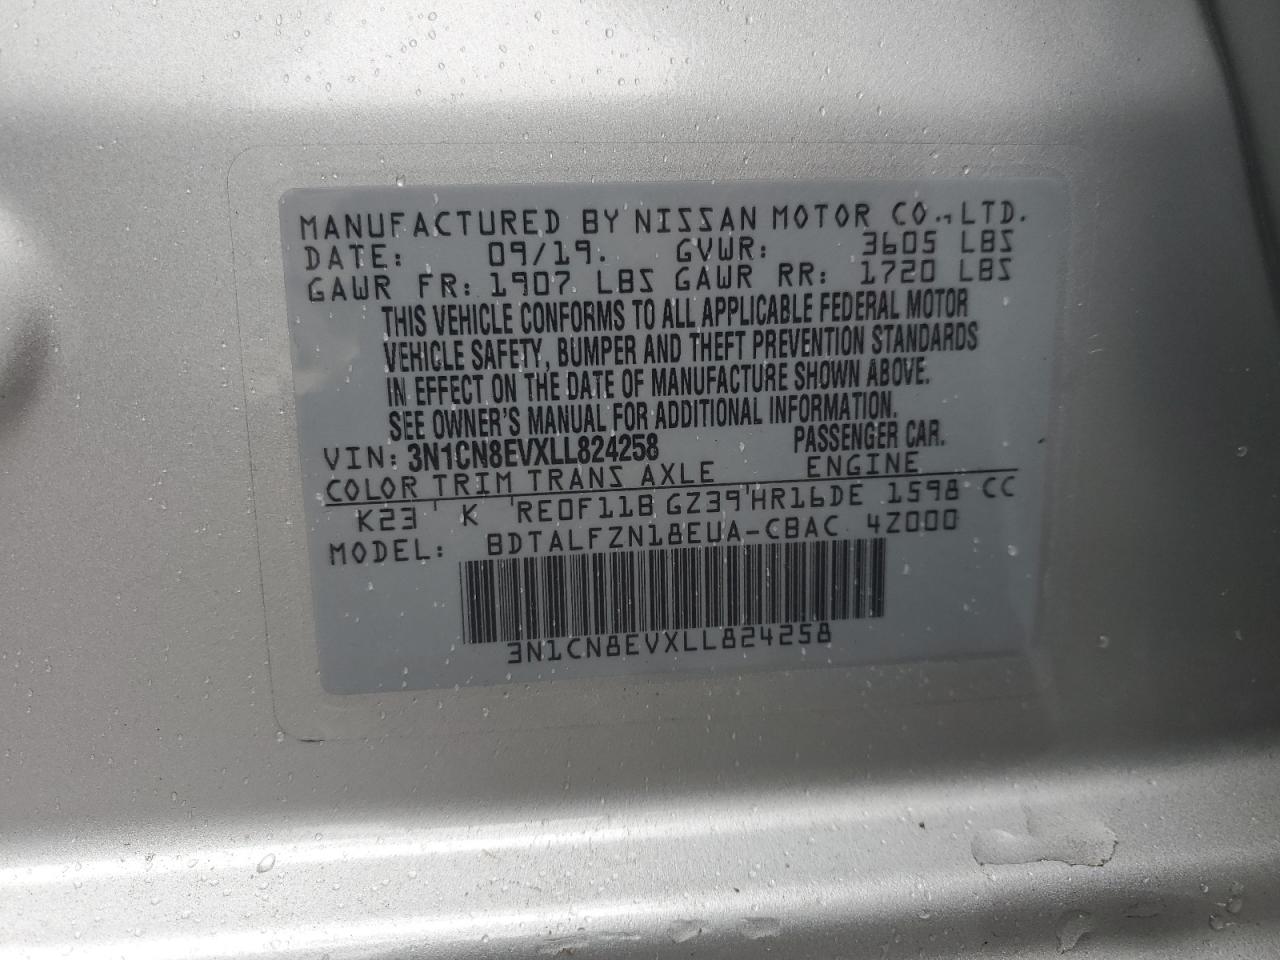 MANUFACTURED BY NISSAN MOTOR CO., LTD.
DATE: 09/19. GVWR: 3605 LBS
GAWR FR: 1907 LBS GAWR RR: 1720 LBS
THIS VEHICLE CONFORMS TO ALL APPLICABLE FEDERAL MOTOR
VEHICLE SAFETY, BUMPER AND THEFT PREVENTION STANDARDS
IN EFFECT ON THE DATE OF MANUFACTURE SHOWN ABOVE.
SEE OWNER'S MANUAL FOR ADDITIONAL INFORMATION.
VIN: 3N1CN8EVXLL824258 PASSENGER CAR.
COLOR TRIM TRANS AXLE ENGINE
K23 K RE0F11B GZ39 HR16DE 1598 CC
MODEL: BDTALFZN18EUA-CBAC 4Z000
3N1CN8EVXLL824258